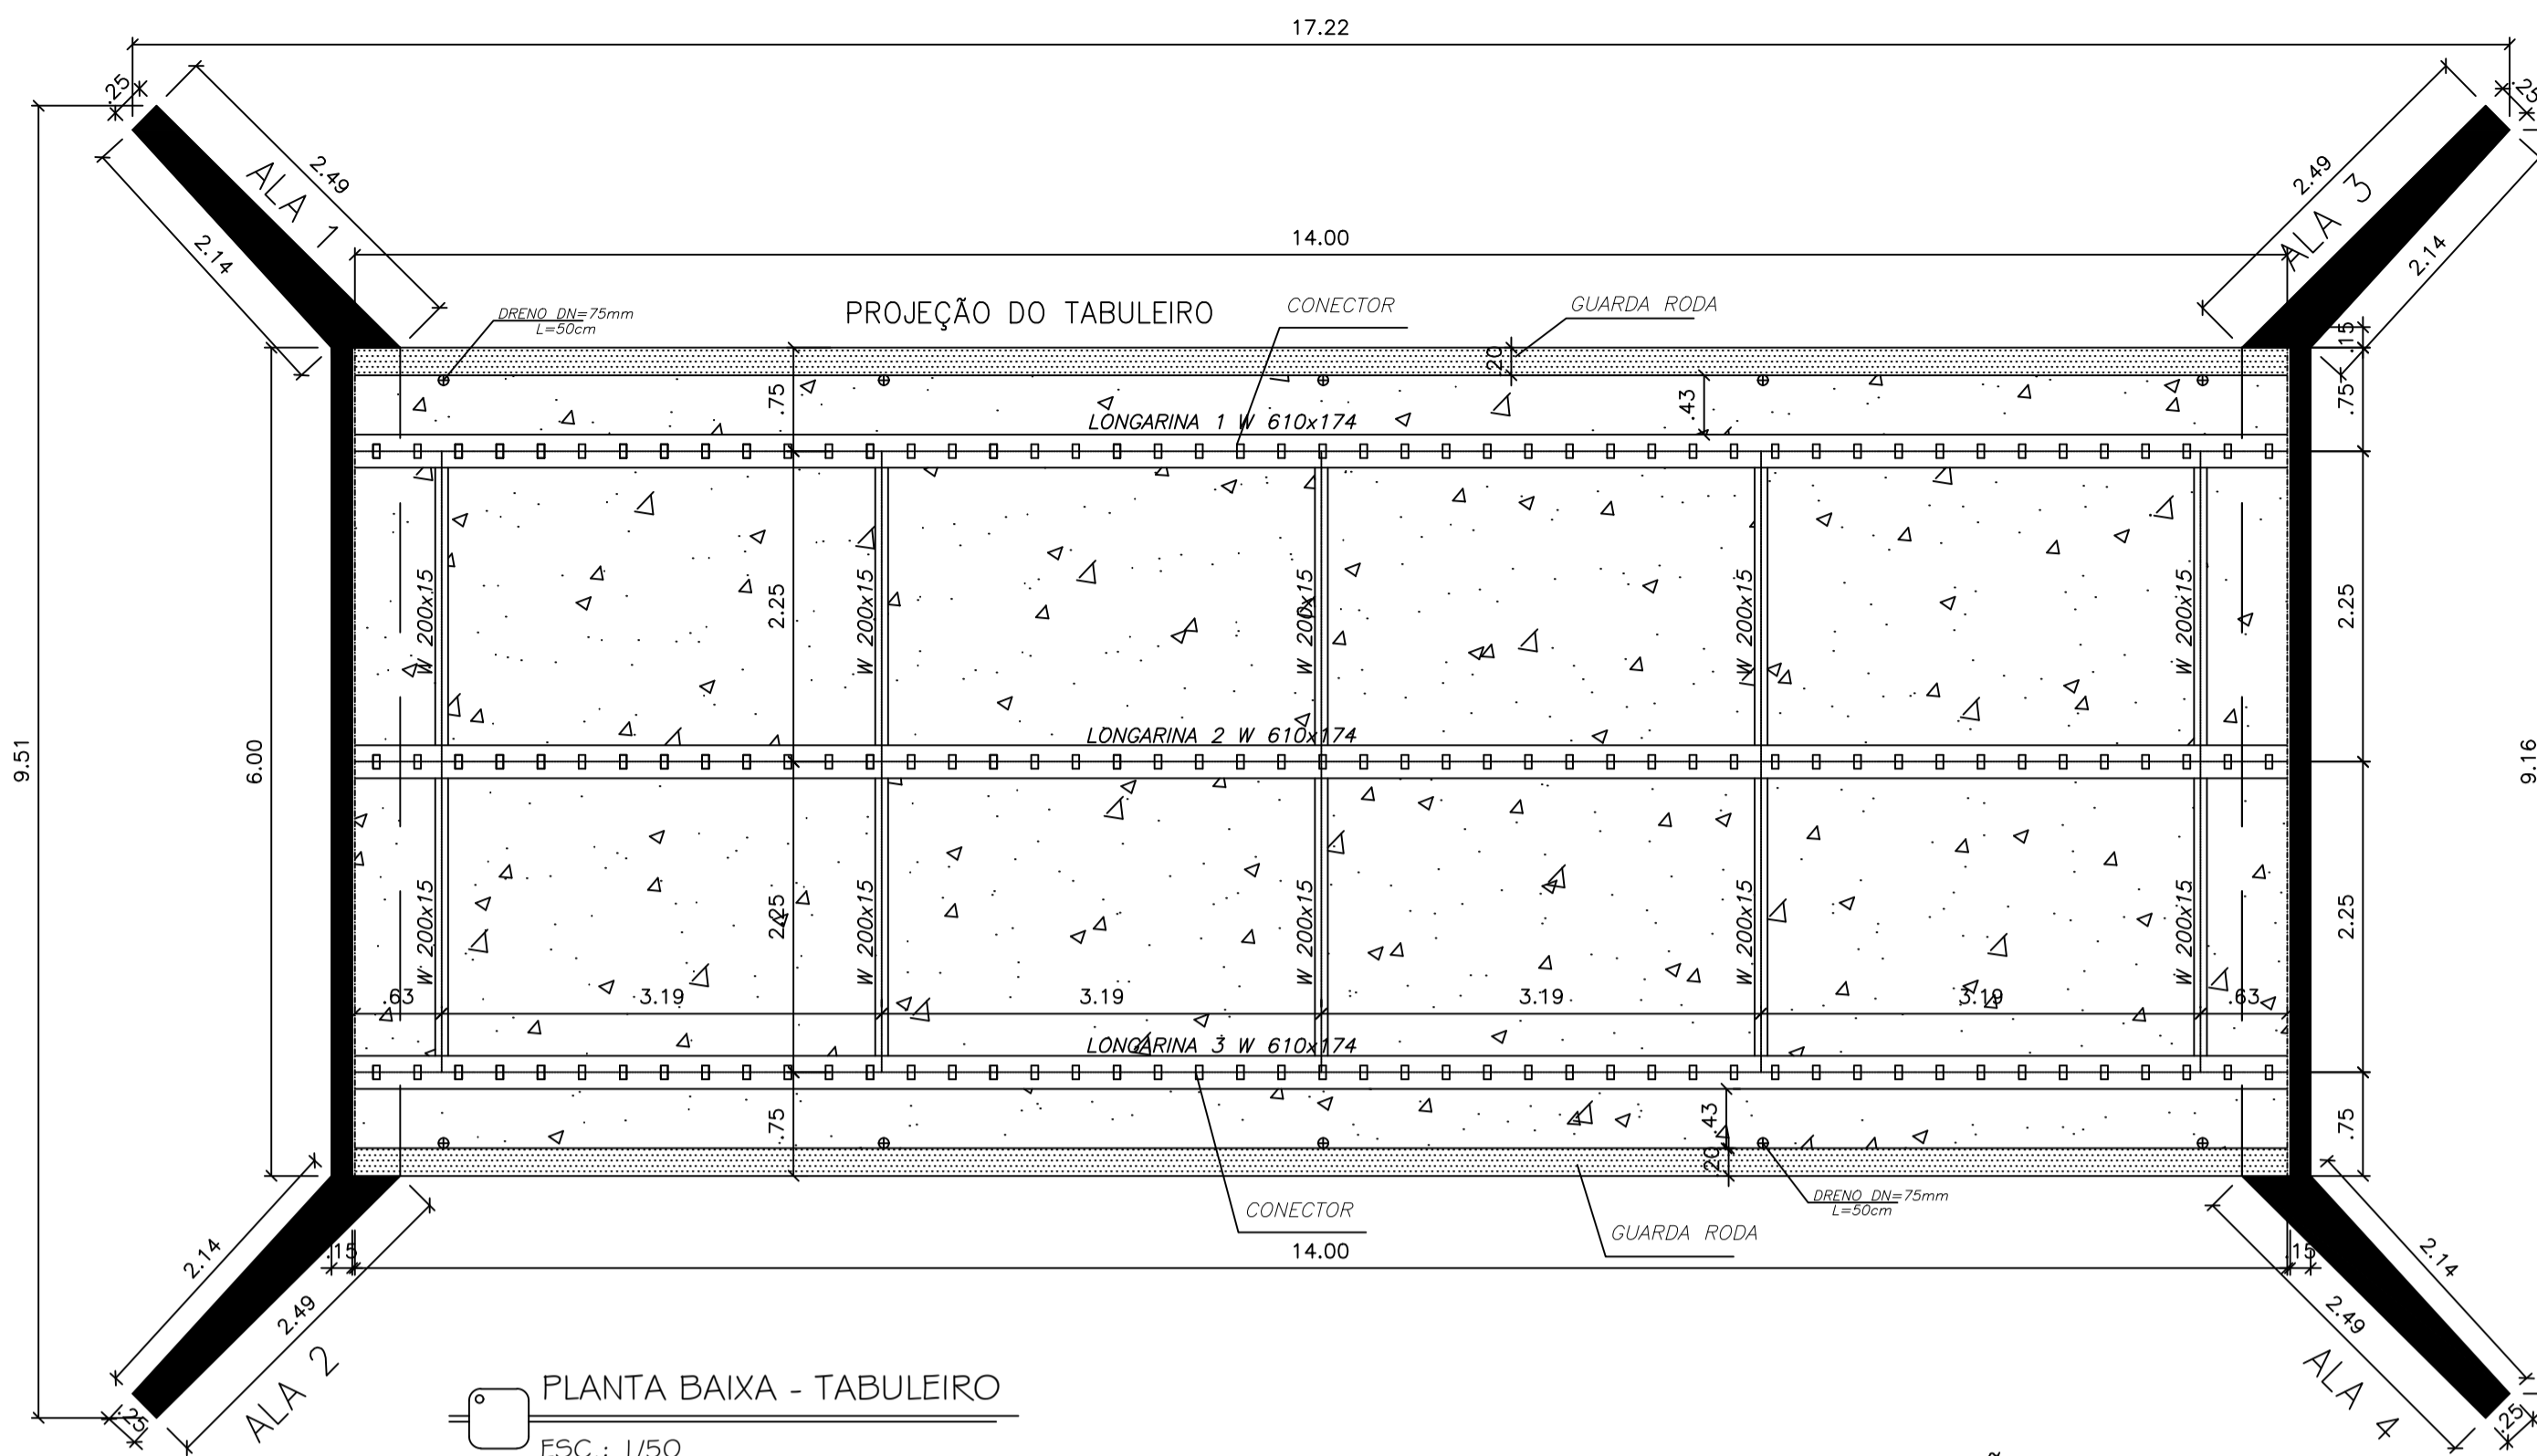 17.22
.25
.25
2.49
ALA 1
2.14
2.49
ALA 3
2.14
14.00
DRENO DN=75mm
L=50cm
PROJEÇÃO DO TABULEIRO
CONECTOR
GUARDA RODA
.20
.15
.75
.43
.75
LONGARINA 1 W 610x174
W 200x15
W 200x15
W 200x15
W 200x15
W 200x15
2.25
2.25
9.51
6.00
LONGARINA 2 W 610x174
9.16
W 200x15
W 200x15
W 200x15
W 200x15
W 200x15
2.25
2.25
.63
3.19
3.19
3.19
3.19
.63
LONGARINA 3 W 610x174
.75
.43
.75
.20
DRENO DN=75mm
L=50cm
CONECTOR
GUARDA RODA
2.14
.15
14.00
.15
2.14
2.49
2.49
ALA 2
ALA 4
.25
.25
PLANTA BAIXA - TABULEIRO
ESC.: 1/50